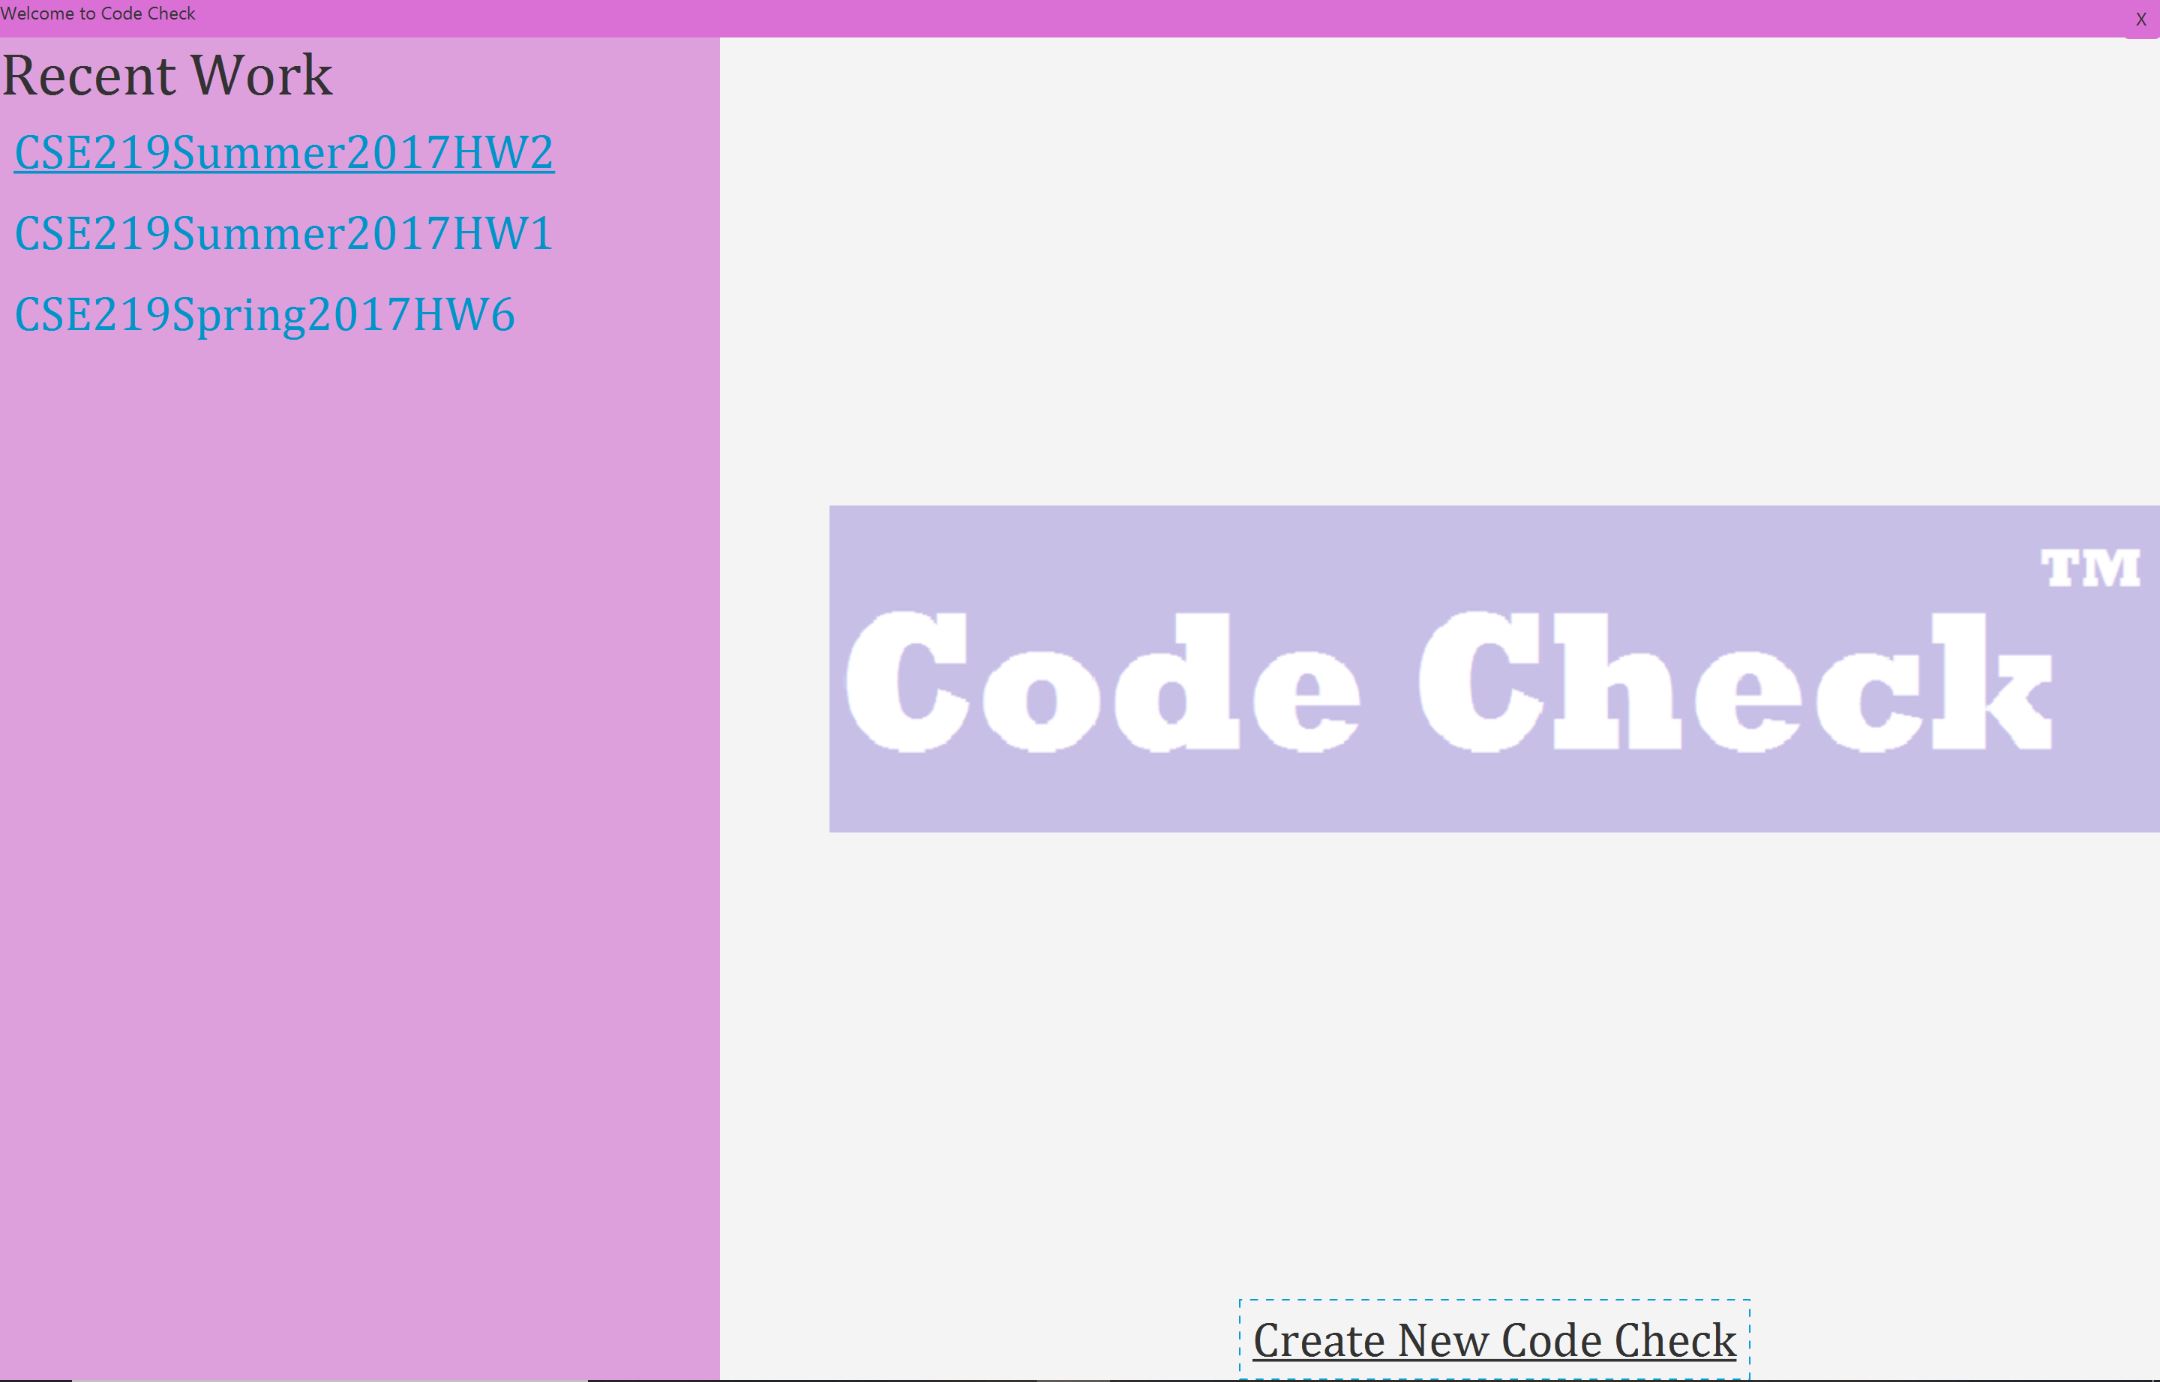 Welcome to Code Check
X
Recent Work
CSE219Summer2017HW2
CSE219Summer2017HW1
CSE219Spring2017HW6
Code Check™
Create New Code Check